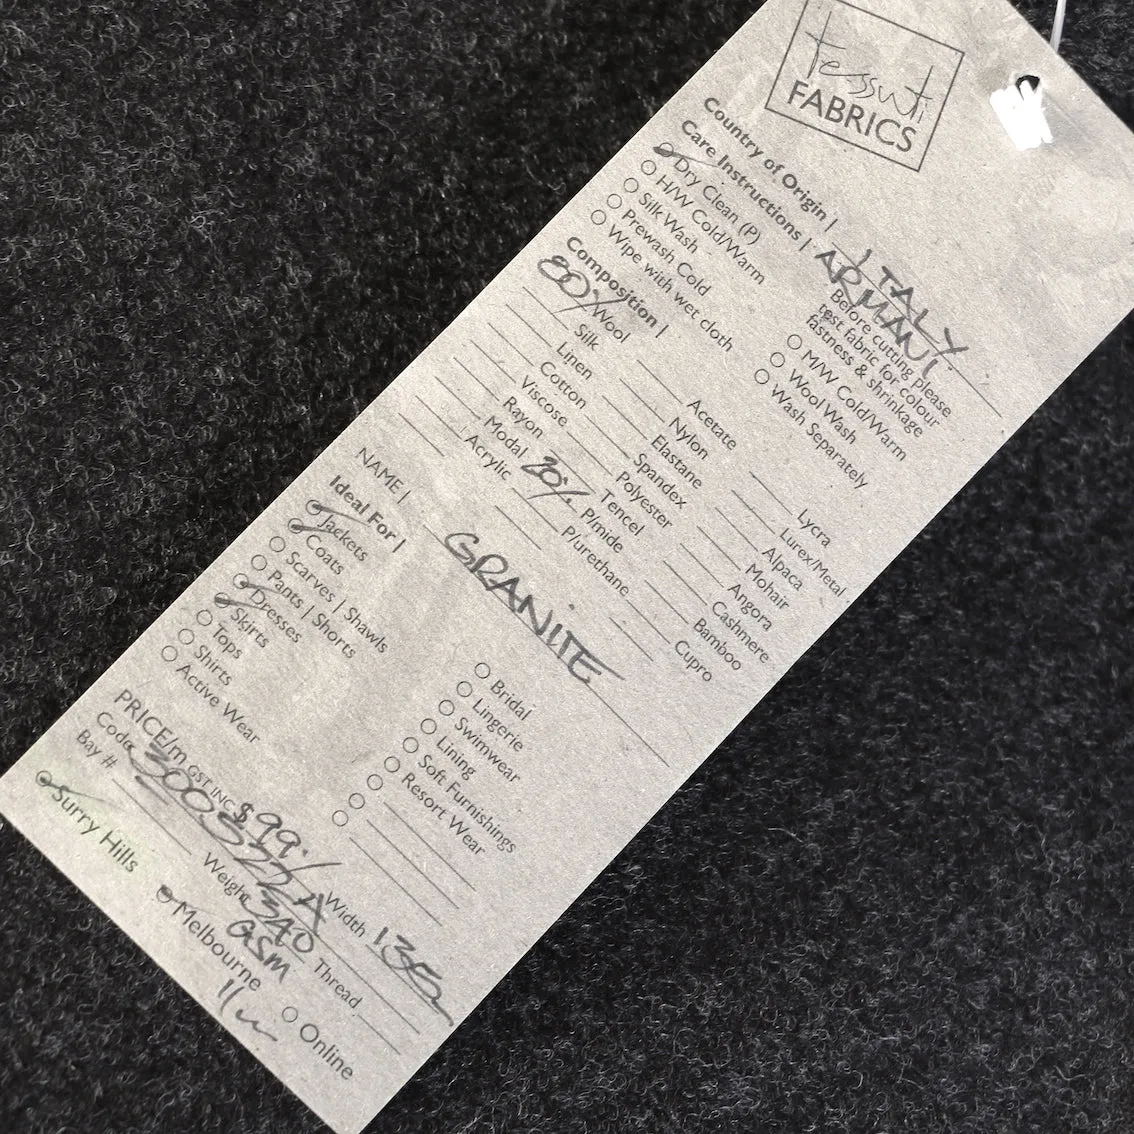 tessuti
FABRICS
Country of Origin | ITALY
ARMANI
Care Instructions | Before cutting please
test fabric for colour
fastness & shrinkage
Dry Clean (P)
H/W Cold/Warm
Silk Wash
Prewash Cold
Wipe with wet cloth
M/W Cold/Warm
Wool Wash
Wash Separately
Composition |
80% Wool
Silk
Linen
Cotton
Viscose
Rayon
Modal
Acrylic
Acetate
Nylon
Elastane
Spandex
Polyester
Tencel
20% P/mide
P/urethane
Lycra
Lurex/Metal
Alpaca
Mohair
Angora
Cashmere
Bamboo
Cupro
NAME | GRANITE
Ideal For |
Jackets
Coats
Scarves | Shawls
Pants | Shorts
Dresses
Skirts
Tops
Shirts
Active Wear
Bridal
Lingerie
Swimwear
Lining
Soft Furnishings
Resort Wear
PRICE/m GST INC $99
Code 300522A Width
Bay # Weight 340 GSM Thread
Surry Hills
Melbourne
Online